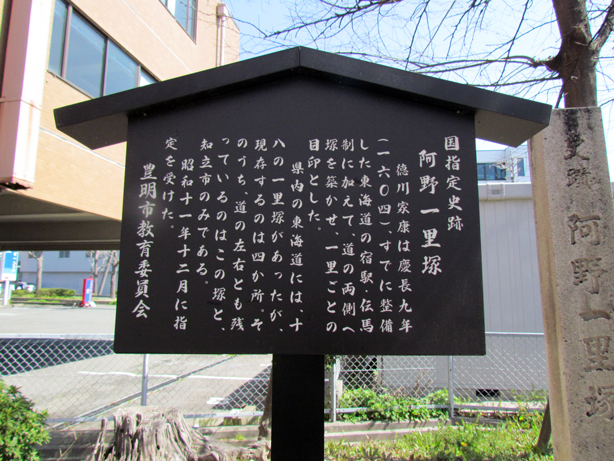 国指定史跡
阿野一里塚
徳川家康は慶長九年
(一六〇四)、すでに整備
した東海道の宿駅・伝馬
制に加えて、道の両側へ
塚を築かせ、一里ごとの
目印とした。
県内の東海道には、十
八の一里塚があったが、
現存するのは四か所。そ
のうち、道の左右とも残
っているのはこの塚と、
知立市のみである。
昭和十一年十二月に指
定を受けた。
豊明市教育委員会
史跡 阿野一里塚